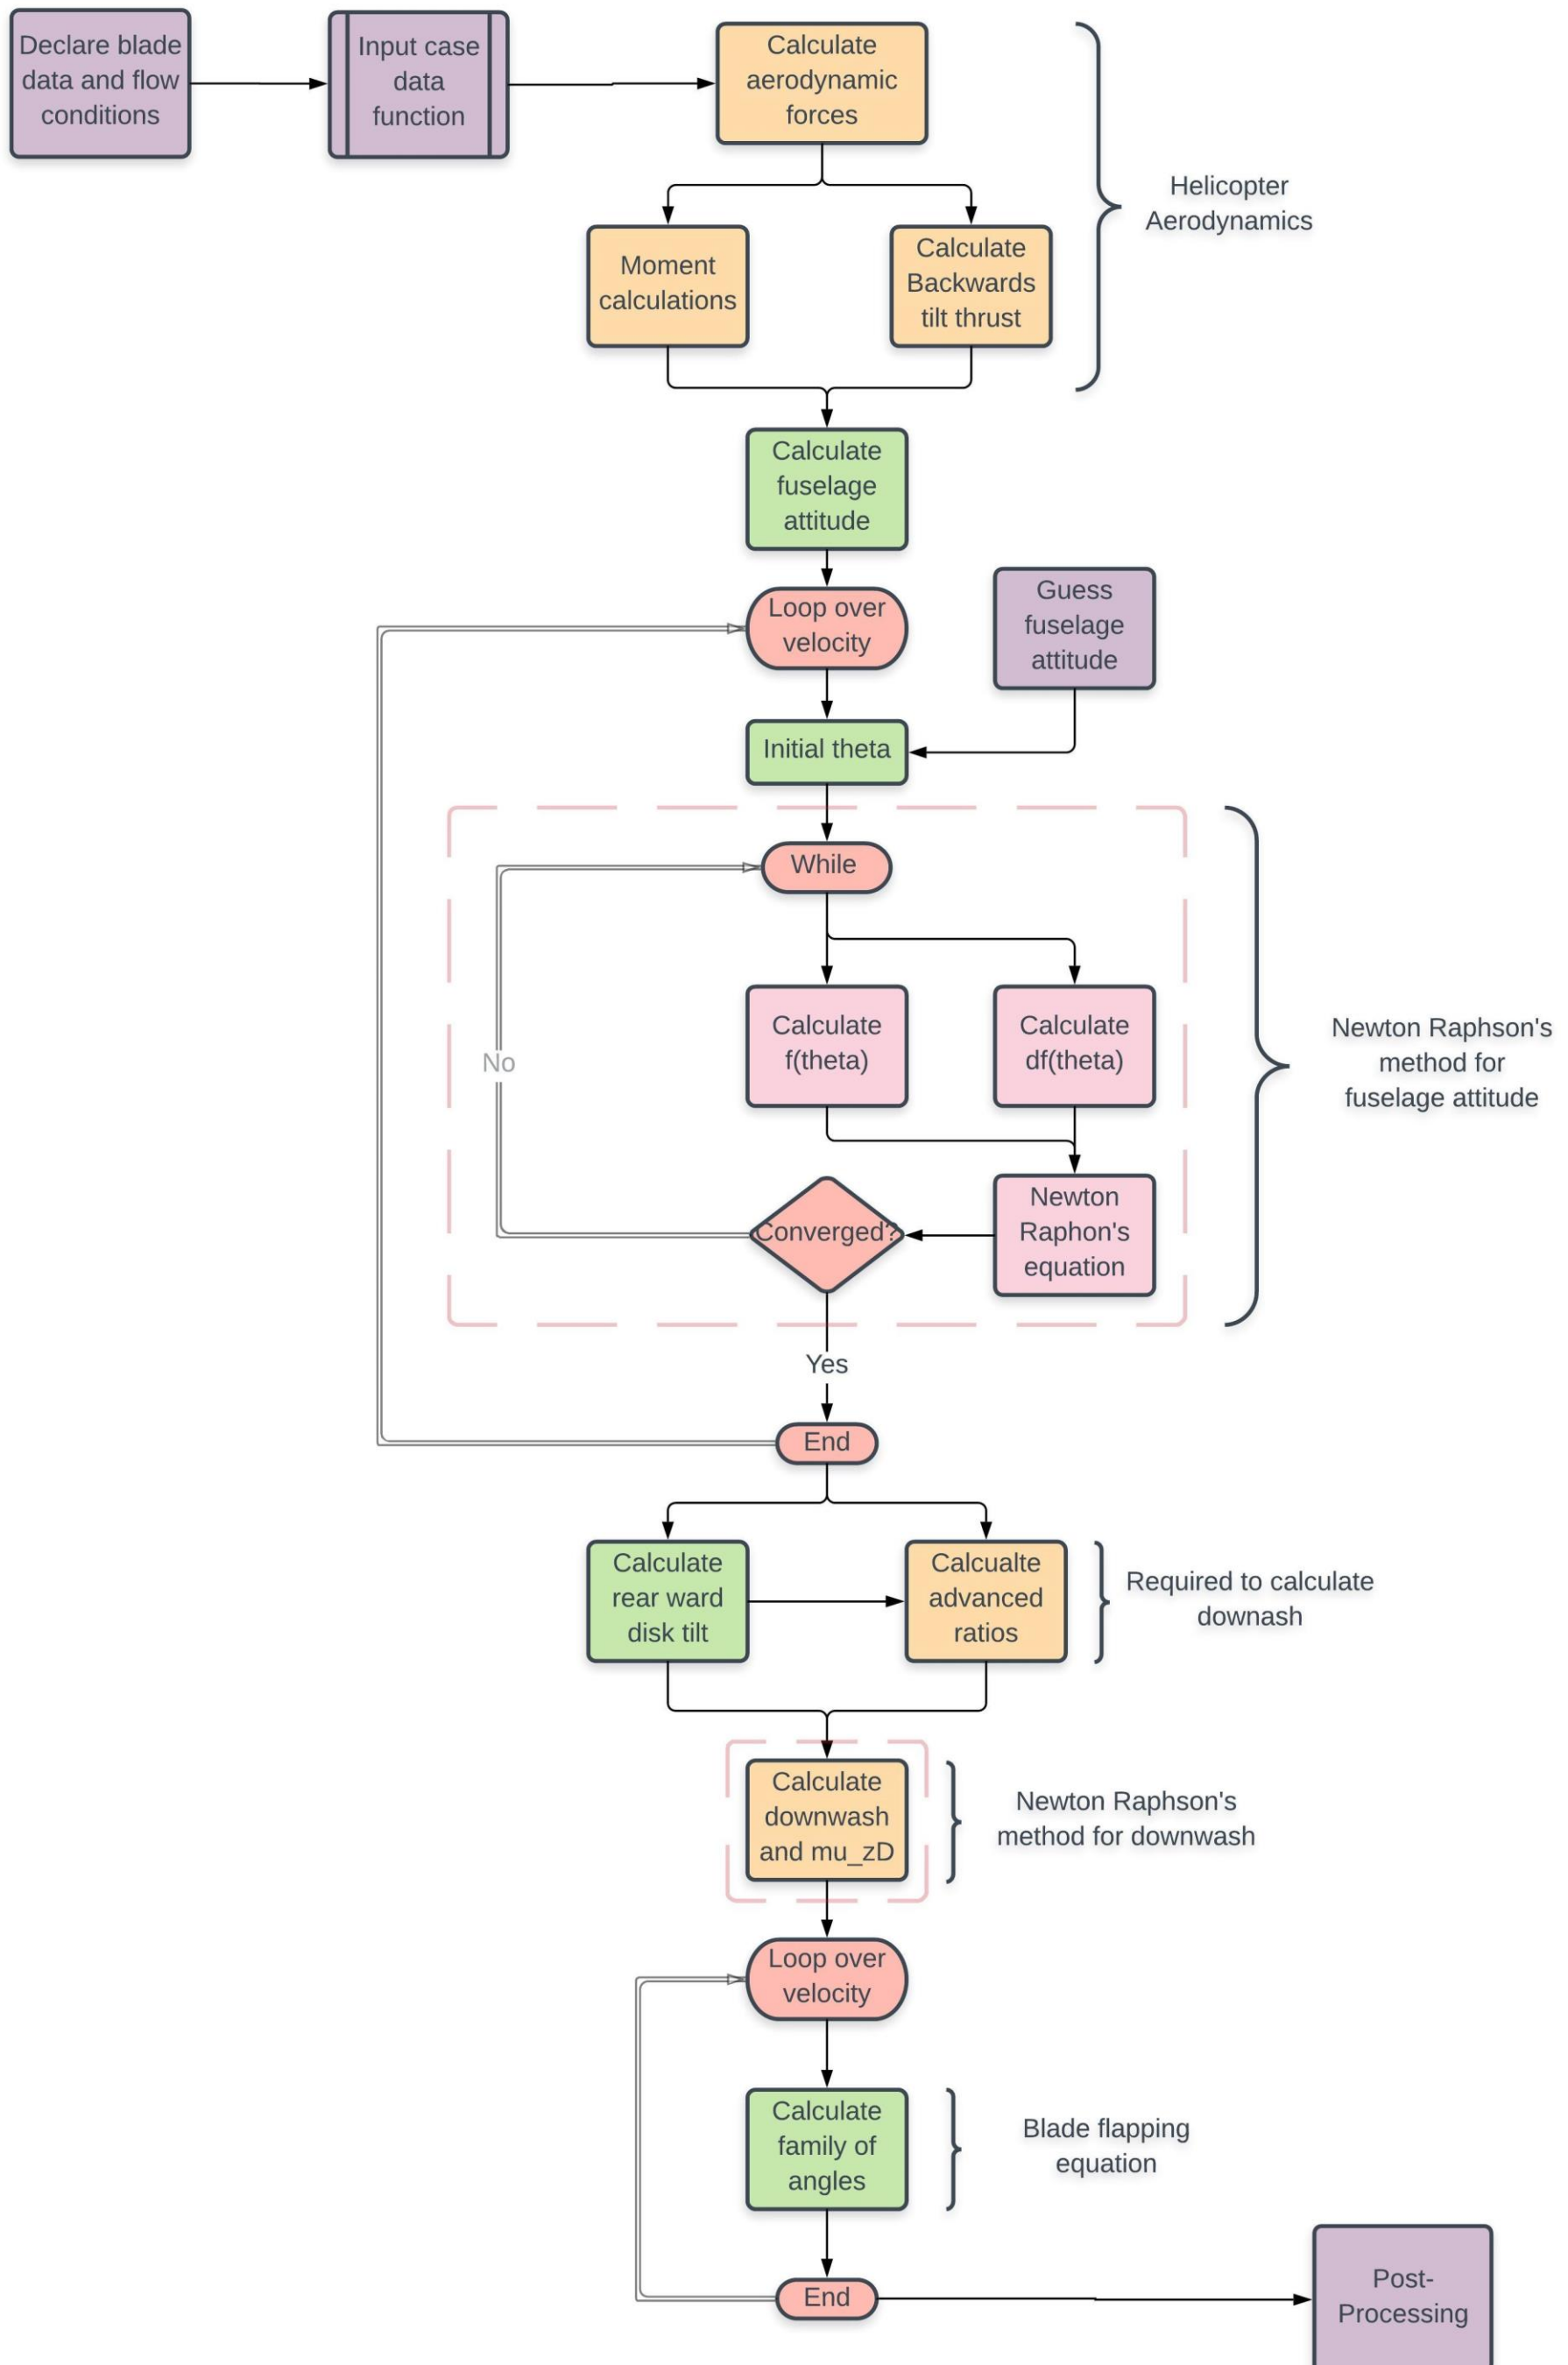 Declare blade
data and flow
conditions
Input case
data
function
Calculate
aerodynamic
forces
Helicopter
Aerodynamics
Moment
calculations
Calculate
Backwards
tilt thrust
Calculate
fuselage
attitude
Loop over
velocity
Guess
fuselage
attitude
Initial theta
While
No
Calculate
f(theta)
Calculate
df(theta)
Newton Raphson's
method for
fuselage attitude
Converged?
Newton
Raphon's
equation
Yes
End
Calculate
rear ward
disk tilt
Calcualte
advanced
ratios
Required to calculate
downash
Calculate
downwash
and mu_zD
Newton Raphson's
method for downwash
Loop over
velocity
Calculate
family of
angles
Blade flapping
equation
End
Post-
Processing